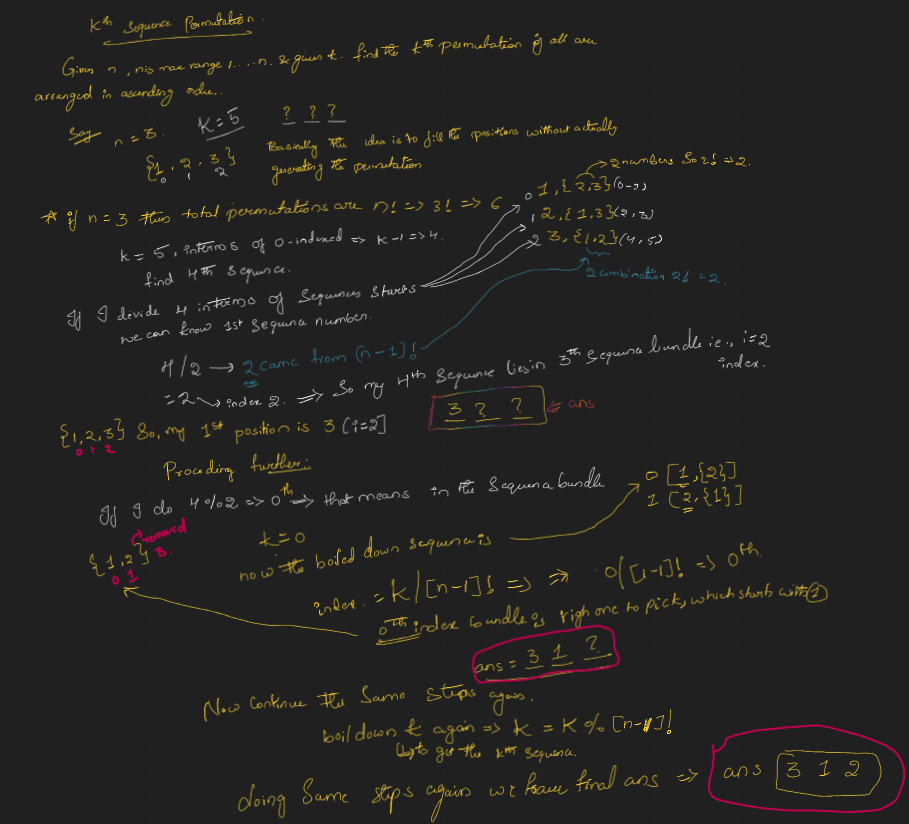 Kth Sequence Permutation.
Given n, n is max range 1....n. & given k. find the kth permutation if all are
arranged in ascending order..
Say n = 3. K = 5 ? ? ?
{1, 2, 3}
0 1 2
Basically the idea is to fill the positions without actually
generating the permutation
→ 2 numbers So 2! => 2.
0 1, {2,3} (0-1)
1 2, {1,3} (2,3)
2 3, {1,2} (4,5)
2 combination 2! = 2.
* if n = 3 then total permutations are n! => 3! => 6
k = 5, interms of 0-indexed => k-1 => 4.
find 4th sequence.
If I divide 4 interms of Sequences starts
we can know 1st sequence number.
4/2 → 2 came from (n-1)!
= 2 → index 2. => So my 4th Sequence lies in 3th sequence bundle i.e., i=2
index.
{1,2,3} So, my 1st position is 3 (i=2]
0 1 2
3 ? ? <= ans
Proceding further:
If I do 4%2 => 0th => that means in the Sequence bundle
0 [1,{2}]
1 [2,{1}]
{1,2} removed 3.
0 1
k = 0
now the boiled down sequence is
index. = k/[n-1]! => => 0/[1-1]! => 0th.
0th index bundle is righ one to pick, which starts with 1
ans = 3 1 ?
Now continue the Same steps again.
boil down k again => K = K % [n-1]!
to get the kth sequence.
doing Same steps again we have final ans => ans 3 1 2